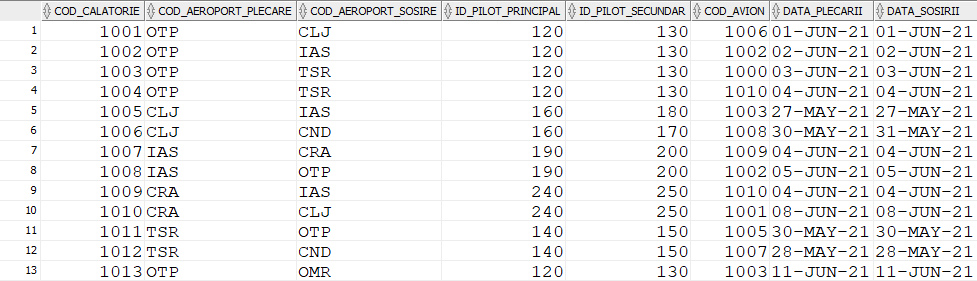 COD_CALATORIE COD_AEROPORT_PLECARE COD_AEROPORT_SOSIRE ID_PILOT_PRINCIPAL ID_PILOT_SECUNDAR COD_AVION DATA_PLECARII DATA_SOSIRII
1 1001 OTP CLJ 120 130 1006 01-JUN-21 01-JUN-21
2 1002 OTP IAS 120 130 1002 02-JUN-21 02-JUN-21
3 1003 OTP TSR 120 130 1000 03-JUN-21 03-JUN-21
4 1004 OTP TSR 120 130 1010 04-JUN-21 04-JUN-21
5 1005 CLJ IAS 160 180 1003 27-MAY-21 27-MAY-21
6 1006 CLJ CND 160 170 1008 30-MAY-21 31-MAY-21
7 1007 IAS CRA 190 200 1009 04-JUN-21 04-JUN-21
8 1008 IAS OTP 190 200 1002 05-JUN-21 05-JUN-21
9 1009 CRA IAS 240 250 1010 04-JUN-21 04-JUN-21
10 1010 CRA CLJ 240 250 1001 08-JUN-21 08-JUN-21
11 1011 TSR OTP 140 150 1005 30-MAY-21 30-MAY-21
12 1012 TSR CND 140 150 1007 28-MAY-21 28-MAY-21
13 1013 OTP OMR 120 130 1003 11-JUN-21 11-JUN-21